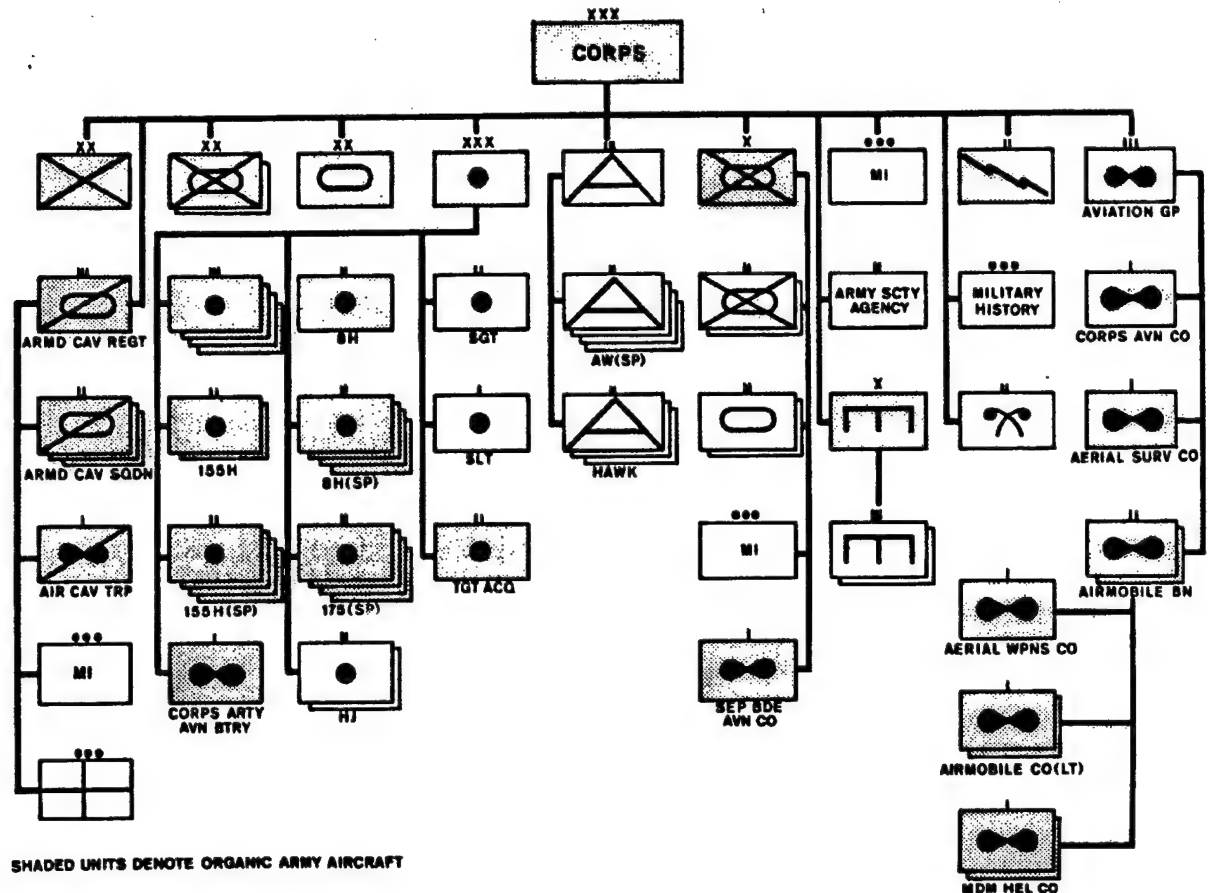 XXX
CORPS
XX
XX
XX
XXX
X
MI
AVIATION GP
ARMD CAV REGT
8H
SGT
AW(SP)
ARMY SCTY
AGENCY
MILITARY
HISTORY
CORPS AVN CO
ARMD CAV SQDN
155H
8H(SP)
SLT
HAWK
X
AERIAL SURV CO
AIR CAV TRP
155H(SP)
175(SP)
TGT ACQ
MI
AIRMOBILE BN
MI
CORPS ARTY
AVN BTRY
HJ
SEP BDE
AVN CO
AERIAL WPNS CO
AIRMOBILE CO(LT)
MDM HEL CO
SHADED UNITS DENOTE ORGANIC ARMY AIRCRAFT